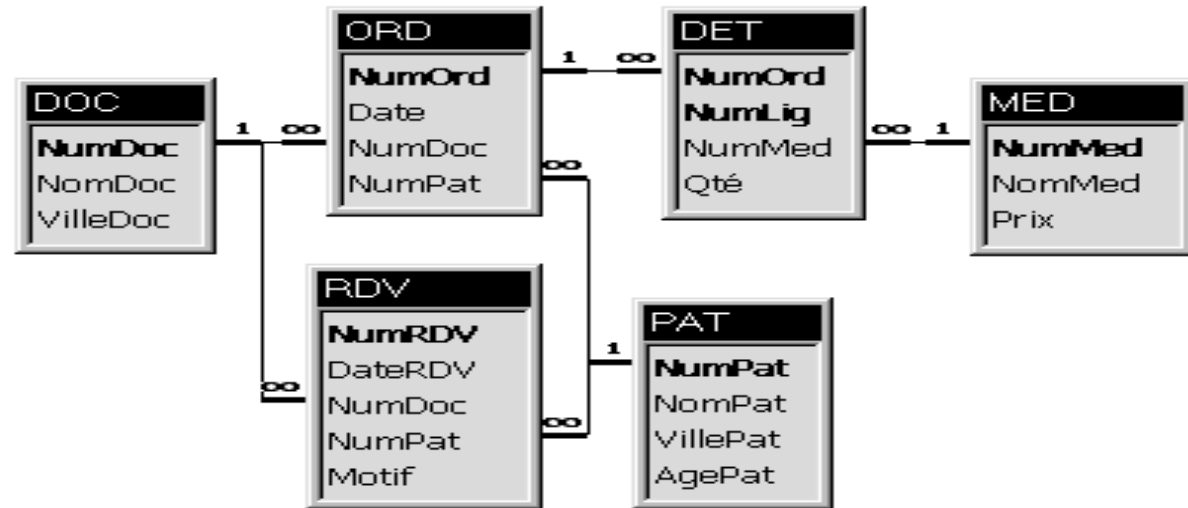 DOC
NumDoc
NomDoc
VilleDoc
1
∞
ORD
NumOrd
Date
NumDoc
NumPat
1
∞
∞
DET
NumOrd
NumLig
NumMed
Qté
∞
1
MED
NumMed
NomMed
Prix
∞
RDV
NumRDV
DateRDV
NumDoc
NumPat
Motif
∞
1
PAT
NumPat
NomPat
VillePat
AgePat